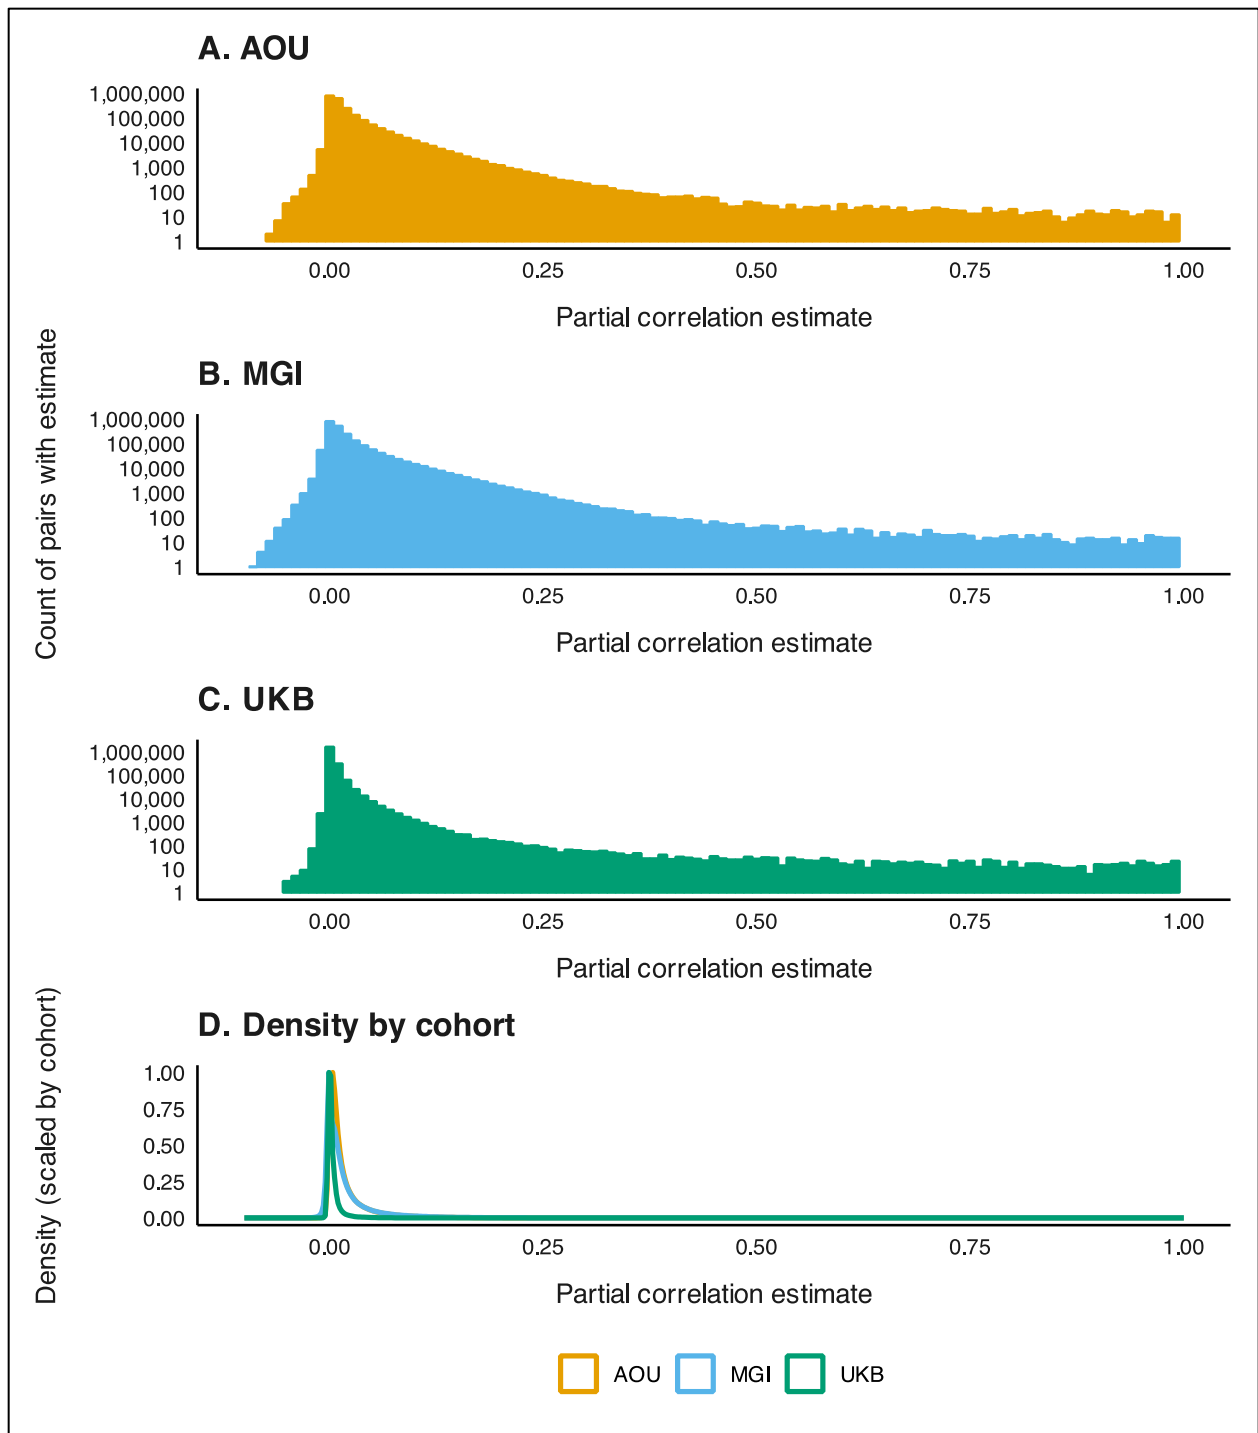 A. AOU
1,000,000
100,000
10,000
1,000
100
10
1
0.00 0.25 0.50 0.75 1.00
Partial correlation estimate
Count of pairs with estimate
B. MGI
1,000,000
100,000
10,000
1,000
100
10
1
0.00 0.25 0.50 0.75 1.00
Partial correlation estimate
C. UKB
1,000,000
100,000
10,000
1,000
100
10
1
0.00 0.25 0.50 0.75 1.00
Partial correlation estimate
Density (scaled by cohort)
D. Density by cohort
1.00
0.75
0.50
0.25
0.00
0.00 0.25 0.50 0.75 1.00
Partial correlation estimate
AOU MGI UKB